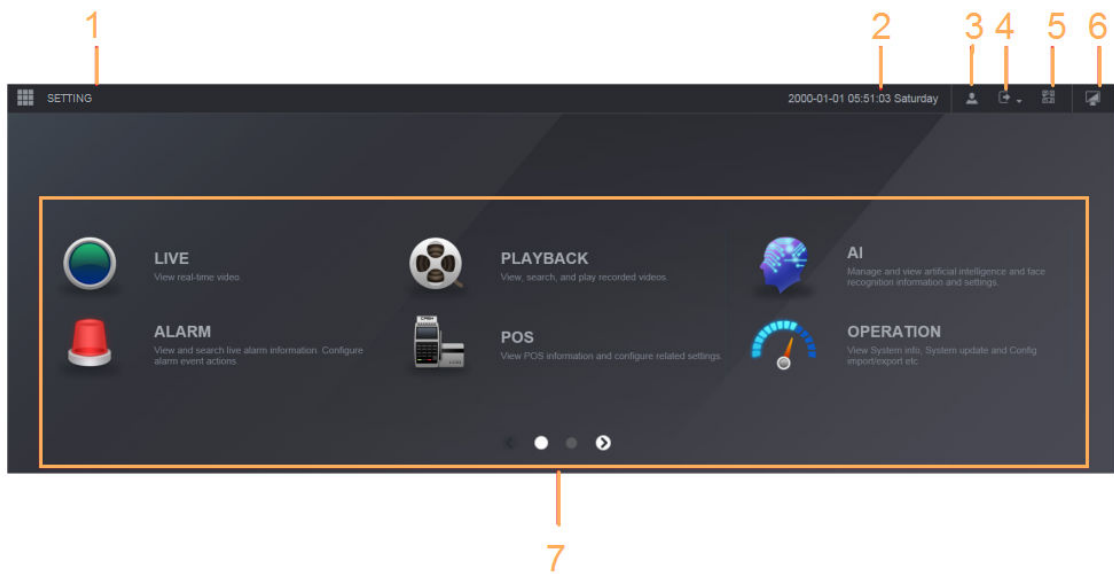 1 2 3 4 5 6
SETTING 2000-01-01 05:51:03 Saturday
LIVE
View real-time video.
PLAYBACK
View, search, and play recorded videos.
AI
Manage and view artificial intelligence and face
recognition information and settings.
ALARM
View and search live alarm information. Configure
alarm event actions.
POS
View POS information and configure related settings.
OPERATION
View System info, System update and Config
import/export etc
7